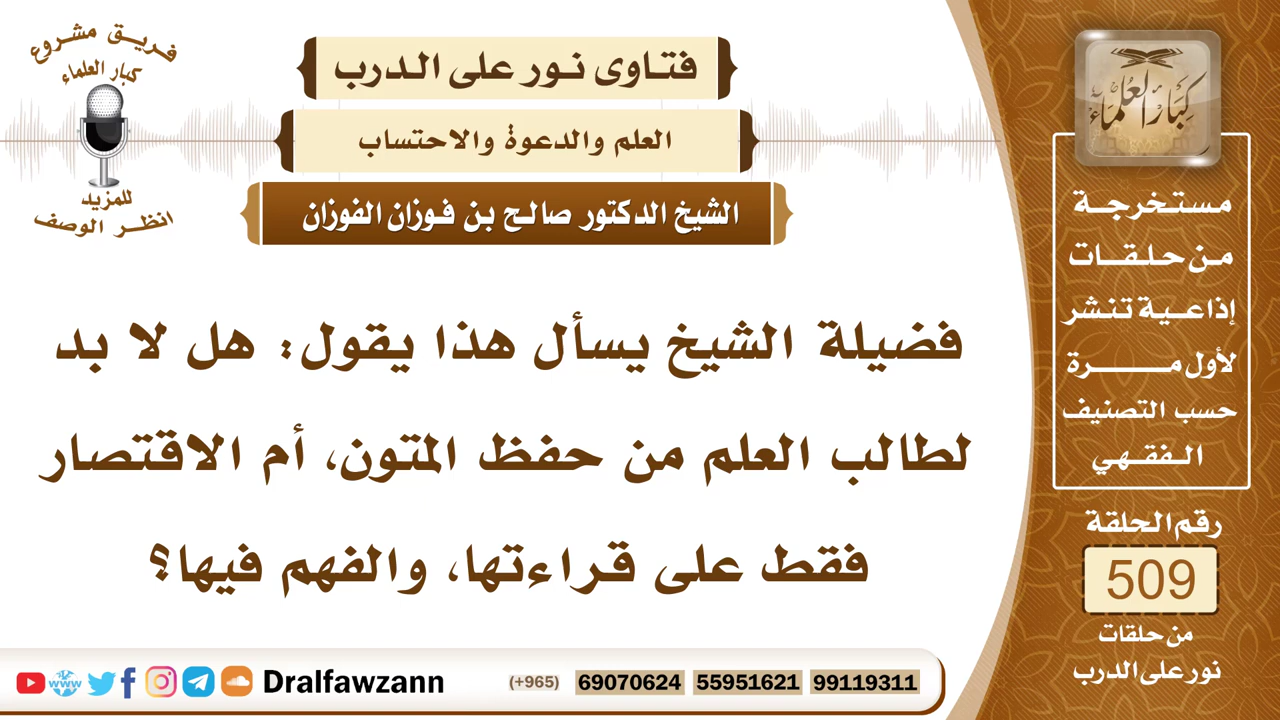 فريق مشروع
كبار العلماء
للمزيد
انظر الوصف
فتاوى نور على الدرب
العلم والدعوة والاحتساب
الشيخ الدكتور صالح بن فوزان الفوزان
فضيلة الشيخ يسأل هذا يقول: هل لا بد
لطالب العلم من حفظ المتون، أم الاقتصار
فقط على قراءتها، والفهم فيها؟
كبار العلماء
مستخرجة
من حلقات
إذاعية تنشر
لأول مرة
حسب التصنيف
الفقهي
رقم الحلقة
509
من حلقات
نور على الدرب
www Dralfawzann (+965) 69070624 55951621 99119311